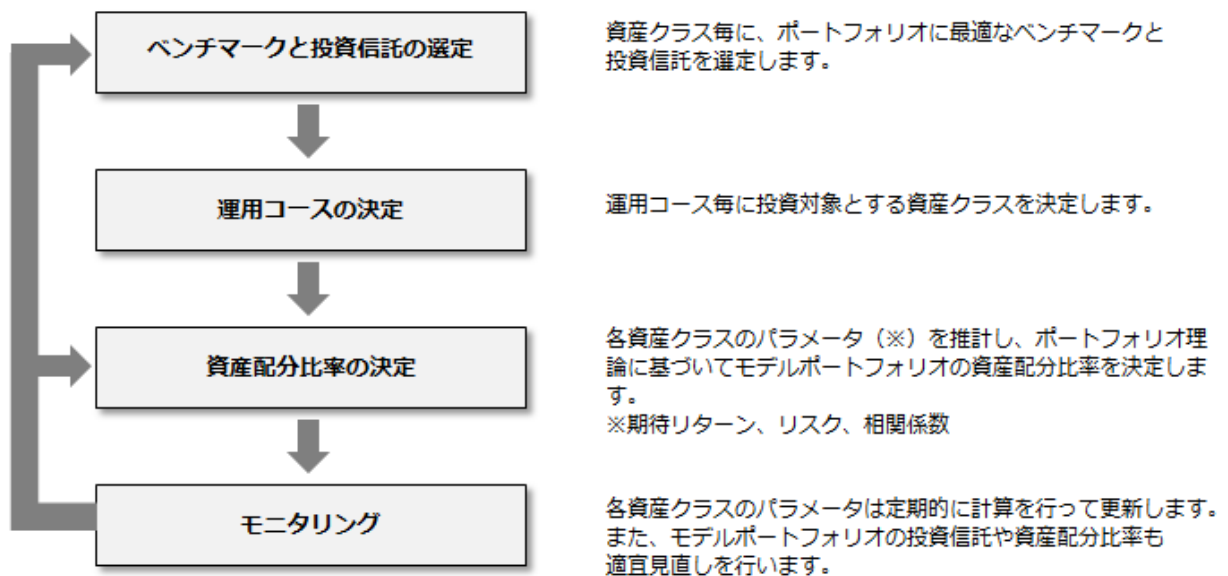 ベンチマークと投資信託の選定
資産クラス毎に、ポートフォリオに最適なベンチマークと
投資信託を選定します。
運用コースの決定
運用コース毎に投資対象とする資産クラスを決定します。
資産配分比率の決定
各資産クラスのパラメータ（※）を推計し、ポートフォリオ理
論に基づいてモデルポートフォリオの資産配分比率を決定しま
す。
※期待リターン、リスク、相関係数
モニタリング
各資産クラスのパラメータは定期的に計算を行って更新します。
また、モデルポートフォリオの投資信託や資産配分比率も
適宜見直しを行います。